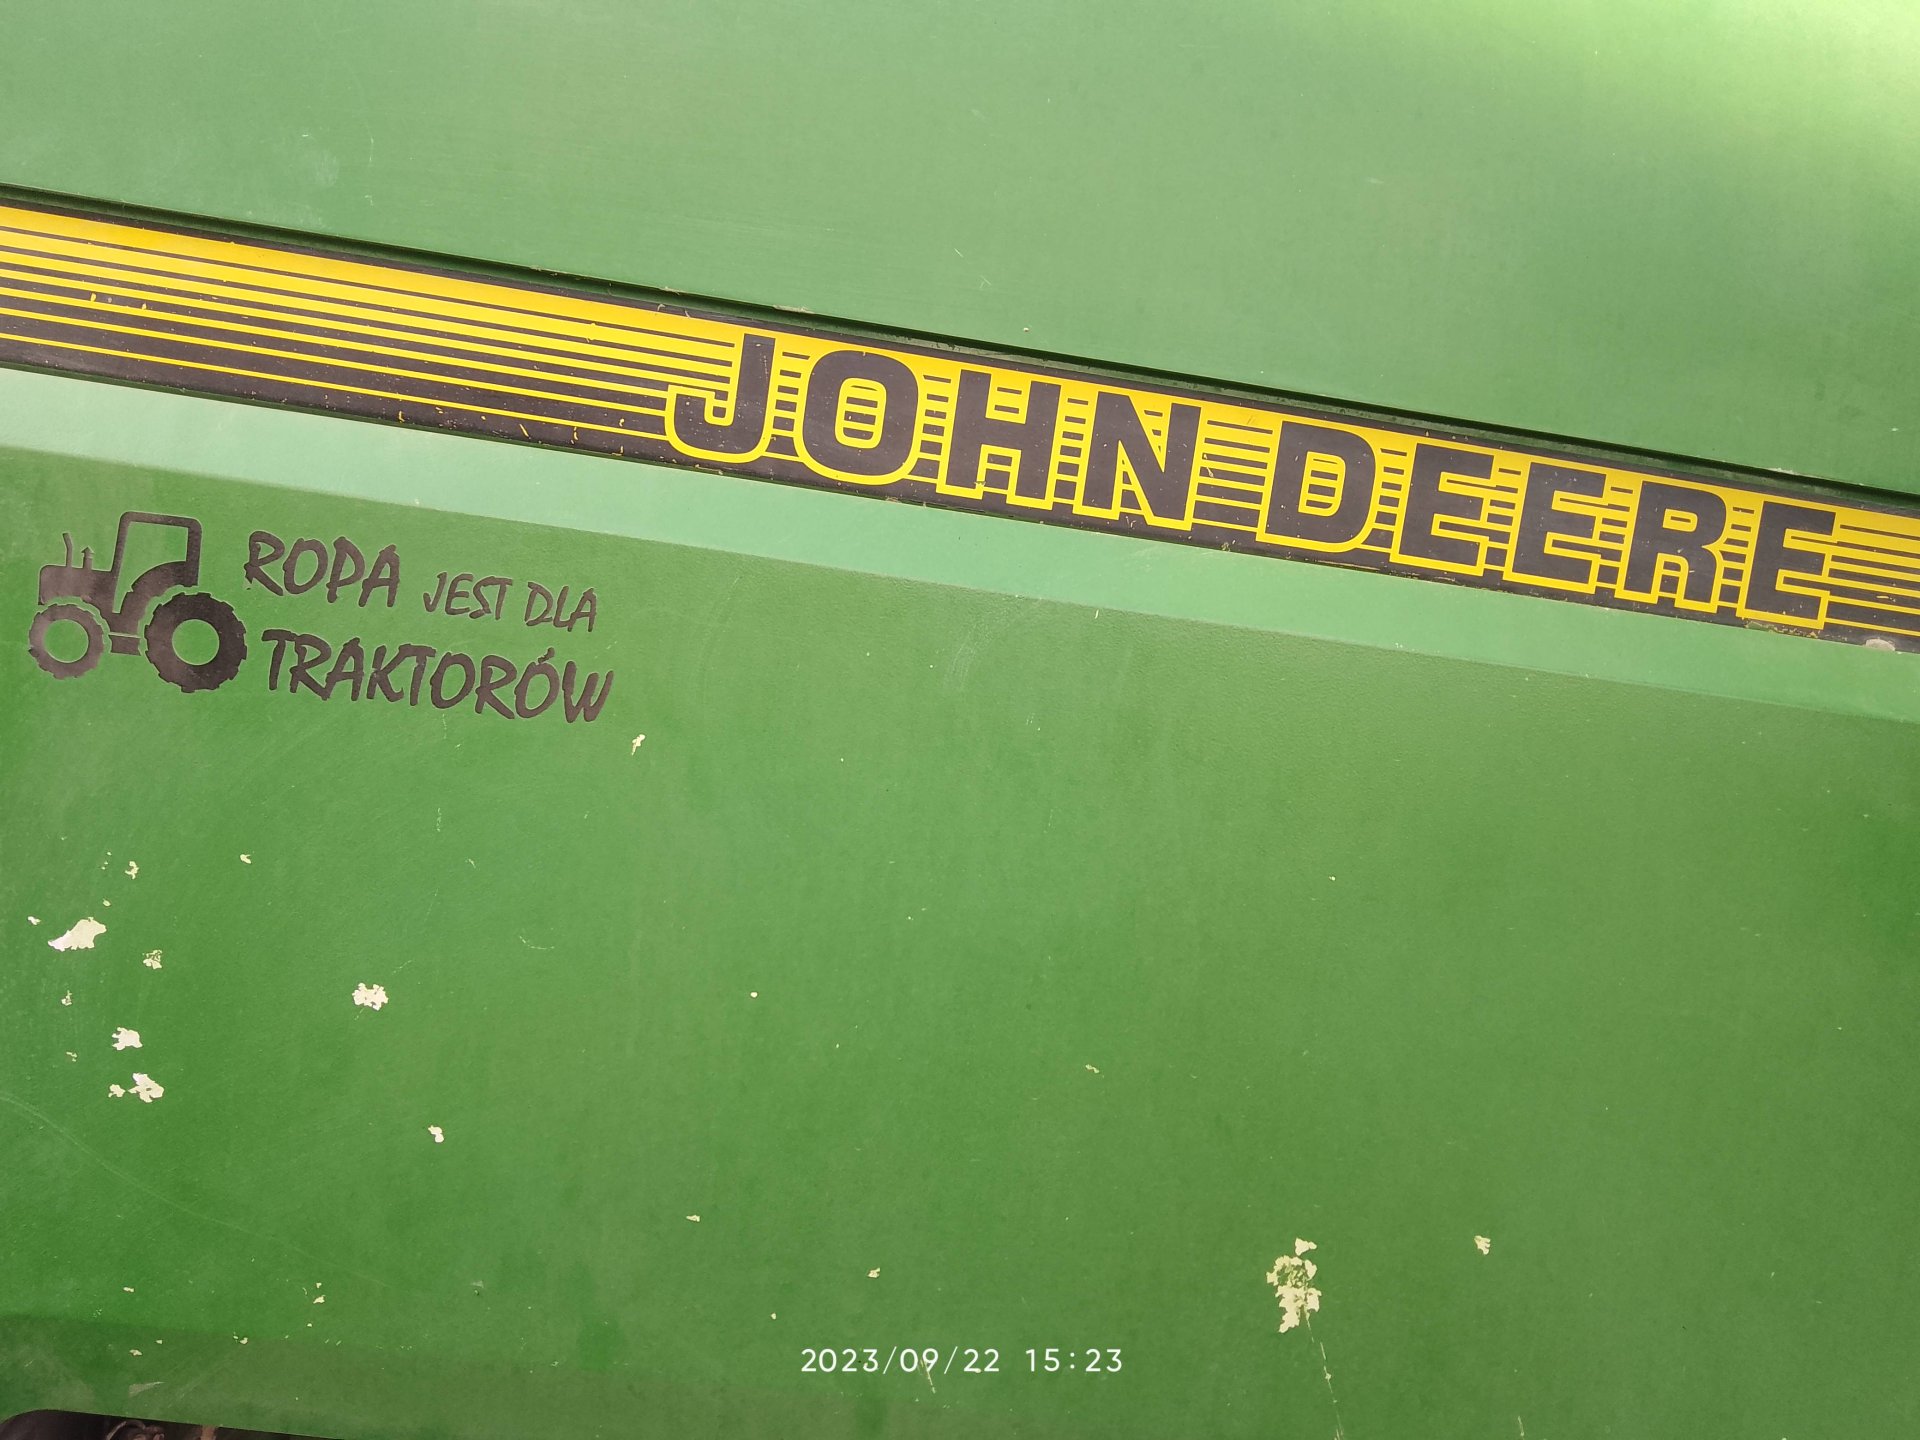 JOHN DEERE
ROPA JEST DLA
TRAKTORÓW
2023/09/22 15:23